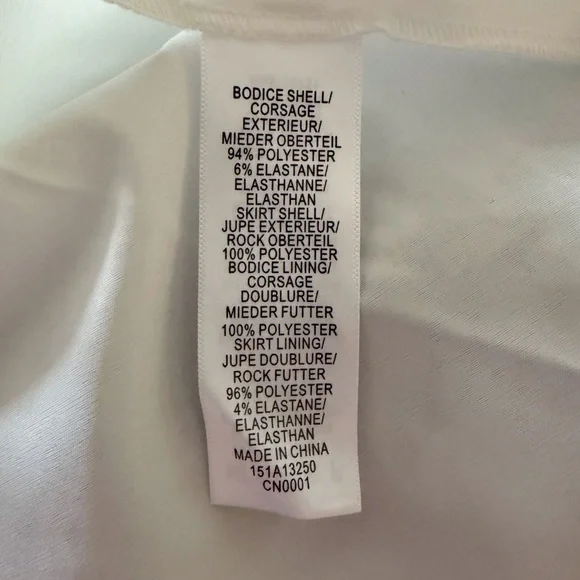 BODICE SHELL/
CORSAGE
EXTERIEUR/
MIEDER OBERTEIL
94% POLYESTER
6% ELASTANE/
ELASTHANNE/
ELASTHAN
SKIRT SHELL/
JUPE EXTERIEUR/
ROCK OBERTEIL
100% POLYESTER
BODICE LINING/
CORSAGE
DOUBLURE/
MIEDER FUTTER
100% POLYESTER
SKIRT LINING/
JUPE DOUBLURE/
ROCK FUTTER
96% POLYESTER
4% ELASTANE/
ELASTHANNE/
ELASTHAN
MADE IN CHINA
151A13250
CN0001